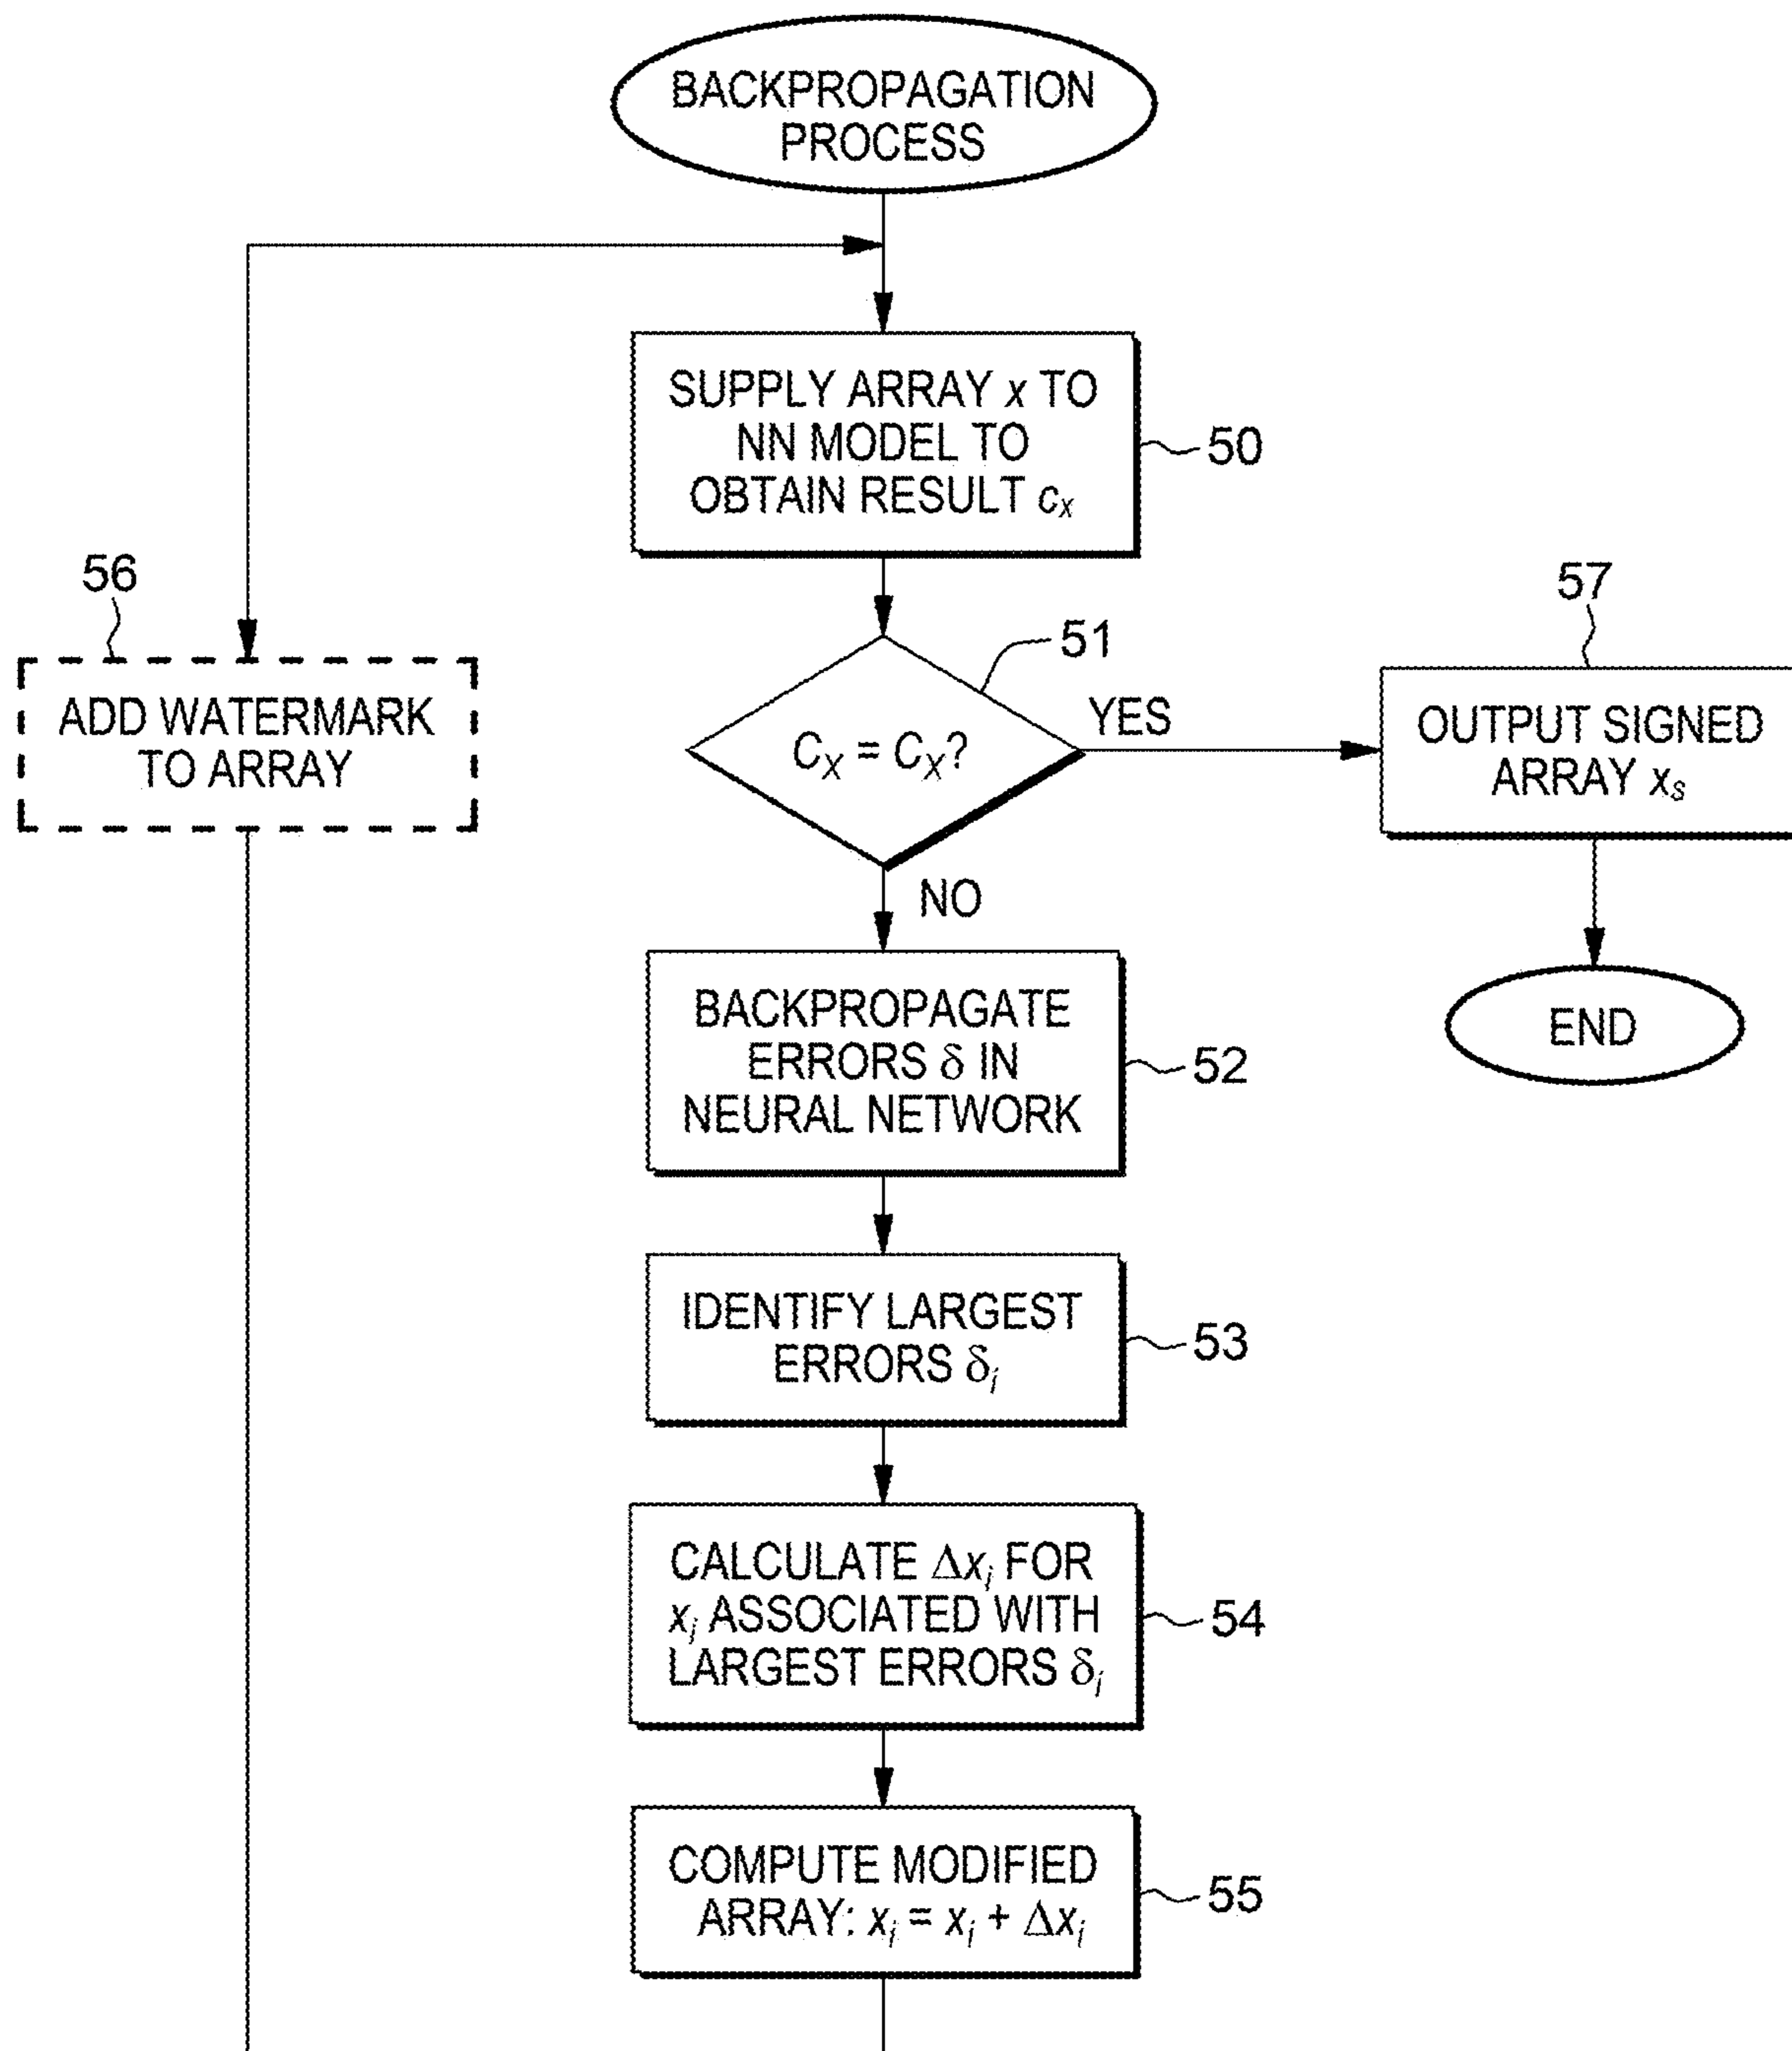 BACKPROPAGATION
PROCESS
SUPPLY ARRAY x TO
NN MODEL TO
OBTAIN RESULT cₓ
50
56
ADD WATERMARK
TO ARRAY
51
Cₓ = Cₓ?
YES
57
OUTPUT SIGNED
ARRAY xₛ
NO
END
BACKPROPAGATE
ERRORS δ IN
NEURAL NETWORK
52
IDENTIFY LARGEST
ERRORS δᵢ
53
CALCULATE Δxᵢ FOR
xᵢ ASSOCIATED WITH
LARGEST ERRORS δᵢ
54
COMPUTE MODIFIED
ARRAY: xᵢ = xᵢ + Δxᵢ
55